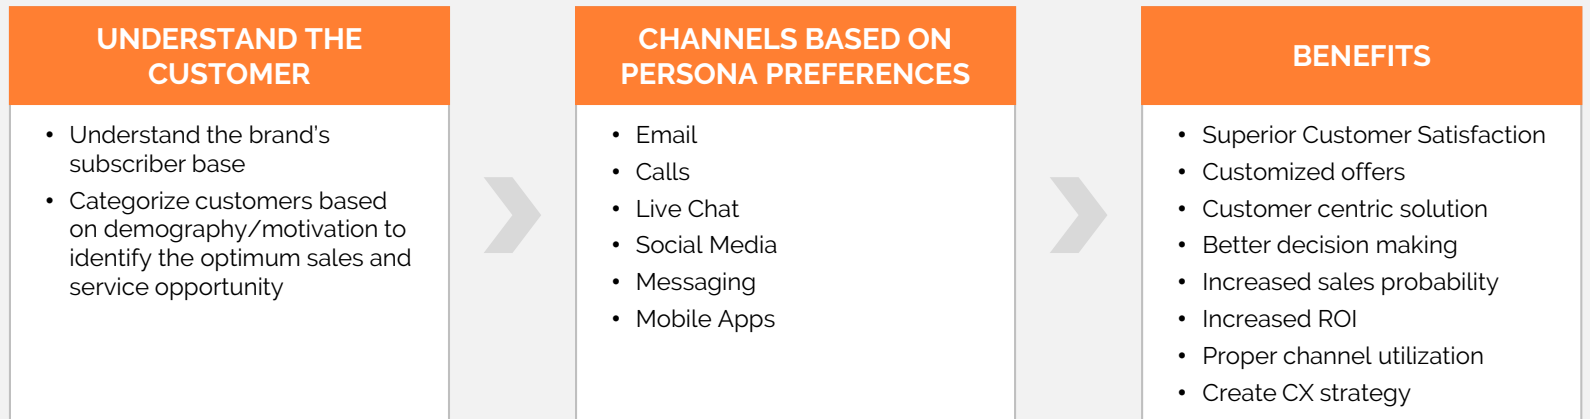 UNDERSTAND THE
CUSTOMER
• Understand the brand's
subscriber base
• Categorize customers based
on demography/motivation to
identify the optimum sales and
service opportunity
CHANNELS BASED ON
PERSONA PREFERENCES
• Email
• Calls
• Live Chat
• Social Media
• Messaging
• Mobile Apps
BENEFITS
• Superior Customer Satisfaction
• Customized offers
• Customer centric solution
• Better decision making
• Increased sales probability
• Increased ROI
• Proper channel utilization
• Create CX strategy